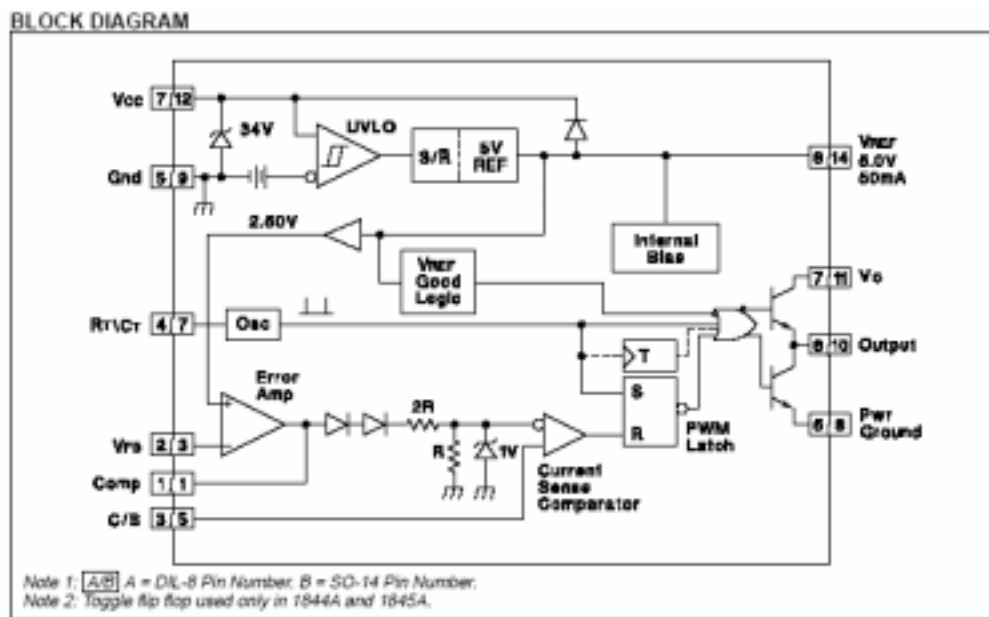 BLOCK DIAGRAM
Vcc 7 12
34V
UVLO
S/R
5V
REF
VREF
5.0V
50mA
8 14
Gnd 5 9
2.50V
Internal
Bias
VREF
Good
Logic
7 11 Vc
RT\CT 4 7
Osc
T
6 10 Output
Error
Amp
2R
S
R
1V
R
PWM
Latch
Pwr
Ground
5 8
VFB 2 3
Comp 1 1
Current
Sense
Comparator
C/S 3 5
Note 1: A/B A = DIL-8 Pin Number. B = SO-14 Pin Number.
Note 2: Toggle flip flop used only in 1844A and 1845A.